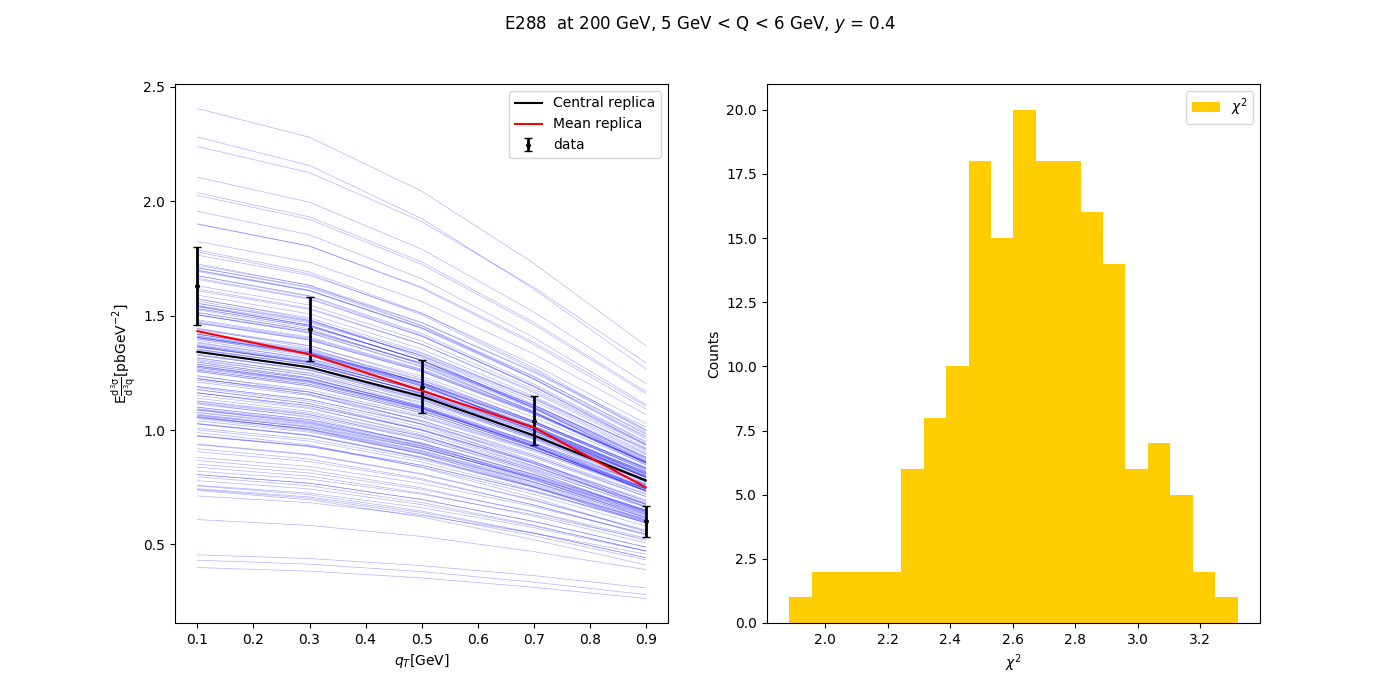 E288 at 200 GeV, 5 GeV < Q < 6 GeV, y = 0.4
Central replica
Mean replica
data
2.5
2.0
1.5
1.0
0.5
E d³σ/d³q [pbGeV⁻²]
0.1 0.2 0.3 0.4 0.5 0.6 0.7 0.8 0.9
q_T[GeV]
χ²
20.0
17.5
15.0
12.5
10.0
7.5
5.0
2.5
0.0
Counts
2.0 2.2 2.4 2.6 2.8 3.0 3.2
χ²